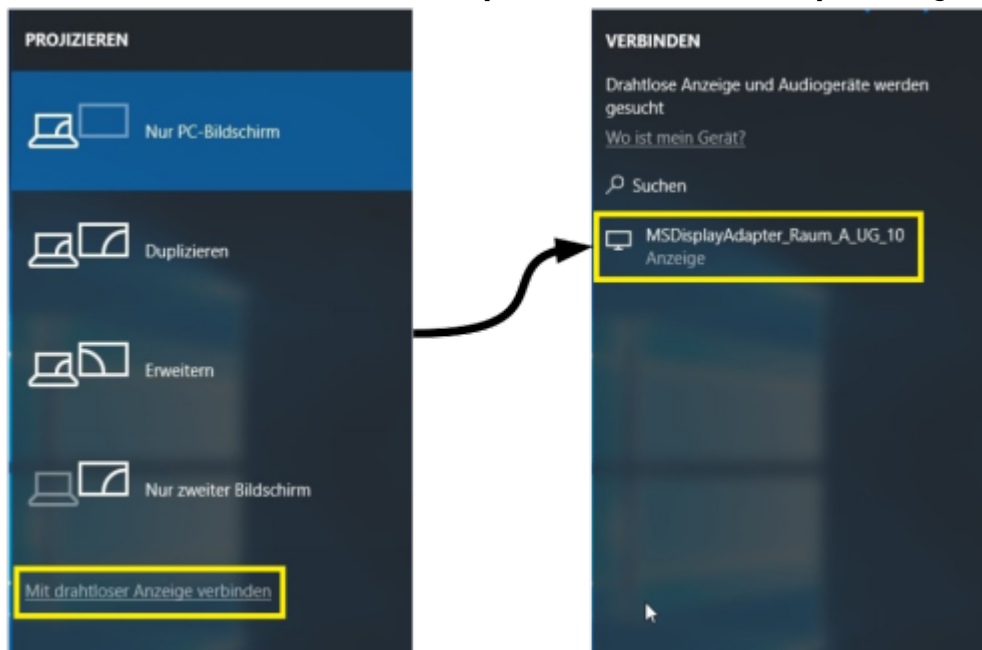 PROJIZIEREN
Nur PC-Bildschirm
Duplizieren
Erweitern
Nur zweiter Bildschirm
Mit drahtloser Anzeige verbinden
VERBINDEN
Drahtlose Anzeige und Audiogeräte werden
gesucht
Wo ist mein Gerät?
Suchen
MSDisplayAdapter_Raum_A_UG_10
Anzeige